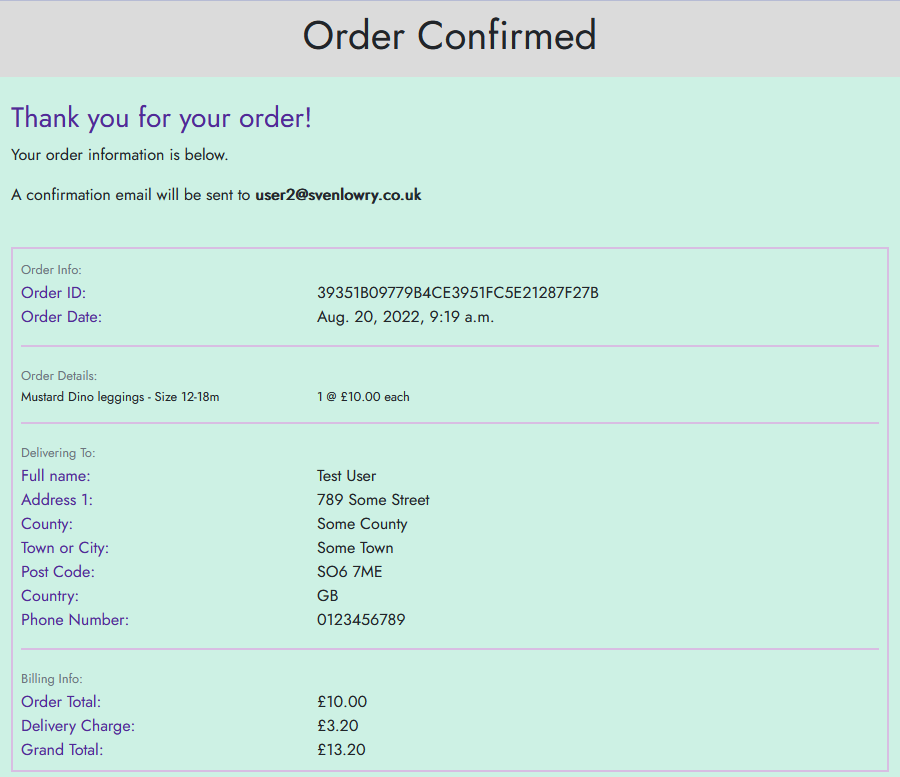 Order Confirmed
Thank you for your order!
Your order information is below.
A confirmation email will be sent to user2@svenlowry.co.uk
Order Info:
Order ID: 39351B09779B4CE3951FC5E21287F27B
Order Date: Aug. 20, 2022, 9:19 a.m.
Order Details:
Mustard Dino leggings - Size 12-18m 1 @ £10.00 each
Delivering To:
Full name: Test User
Address 1: 789 Some Street
County: Some County
Town or City: Some Town
Post Code: SO6 7ME
Country: GB
Phone Number: 0123456789
Billing Info:
Order Total: £10.00
Delivery Charge: £3.20
Grand Total: £13.20